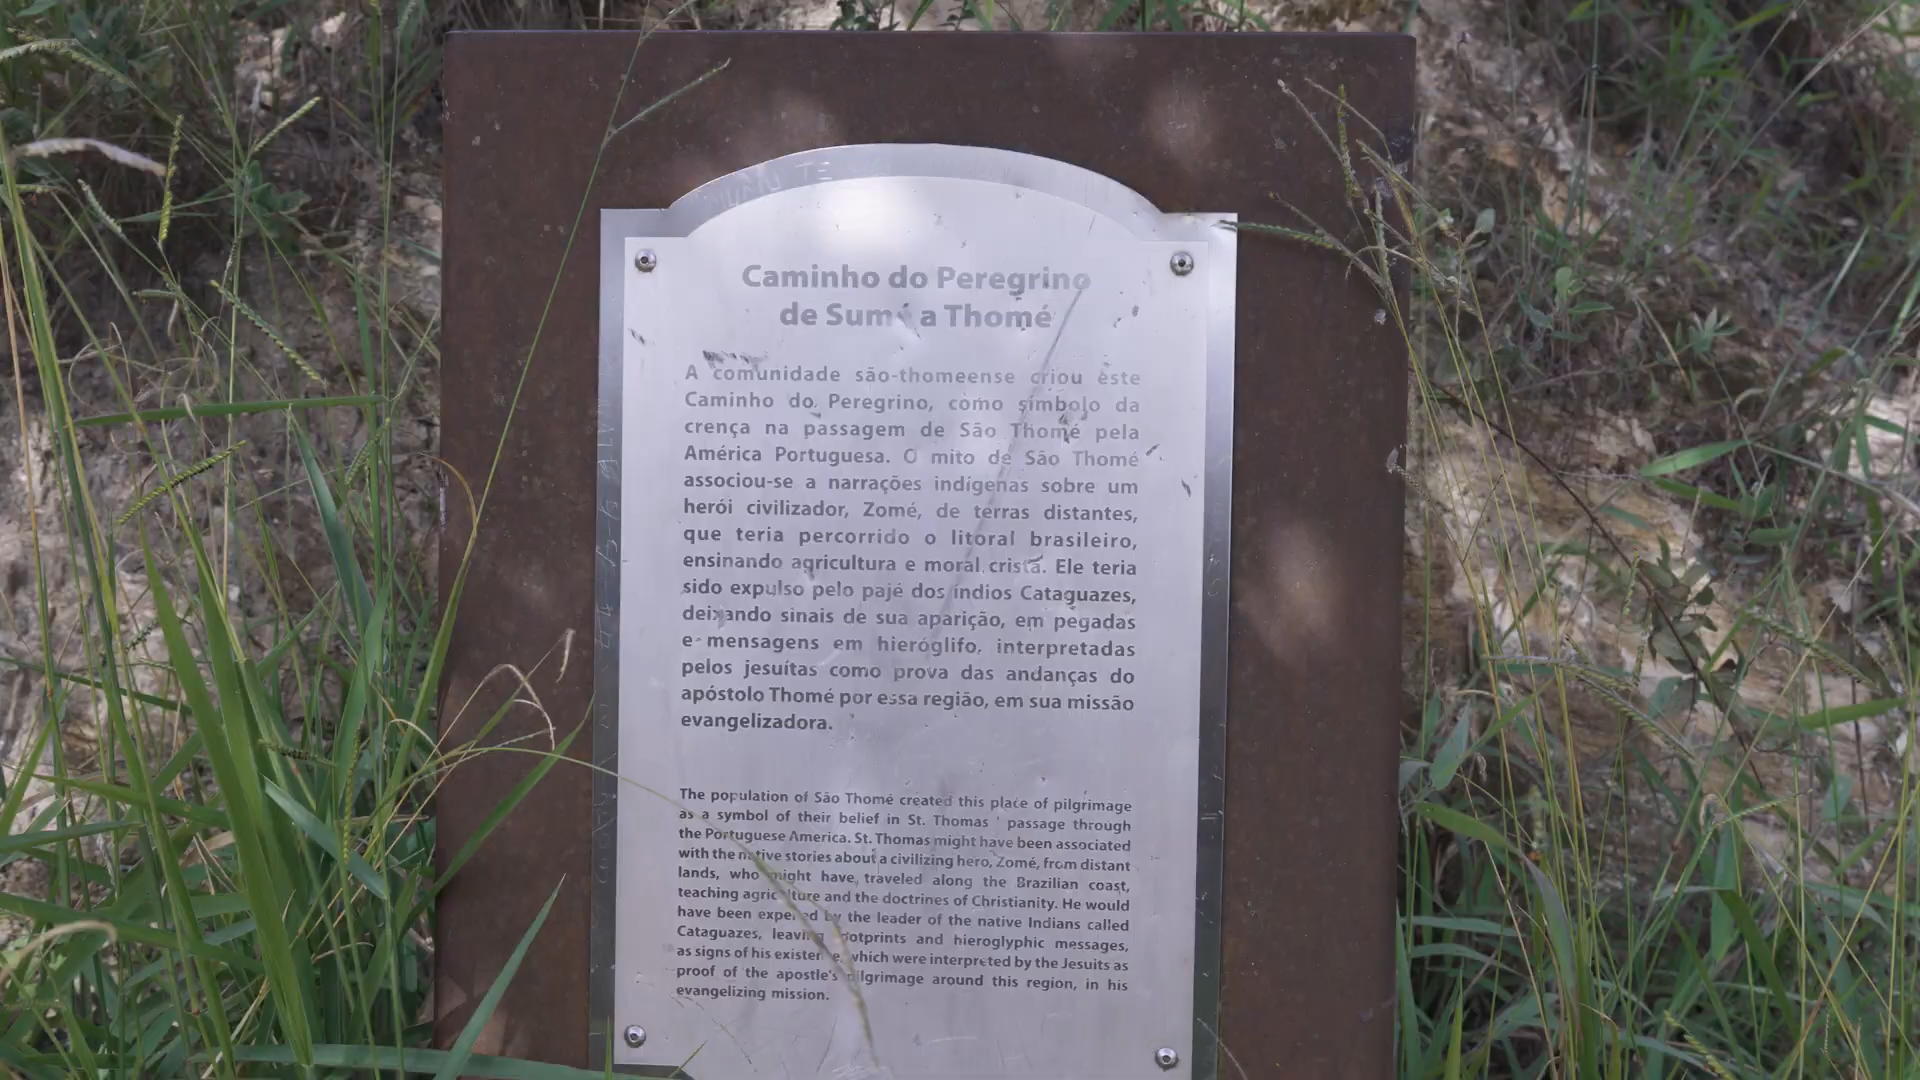 Caminho do Peregrino
de Sumé a Thomé
A comunidade são-thomeense criou este
Caminho do Peregrino, como símbolo da
crença na passagem de São Thomé pela
América Portuguesa. O mito de São Thomé
associou-se a narrações indígenas sobre um
herói civilizador, Zomé, de terras distantes,
que teria percorrido o litoral brasileiro,
ensinando agricultura e moral cristã. Ele teria
sido expulso pelo pajé dos índios Cataguazes,
deixando sinais de sua aparição, em pegadas
e mensagens em hieróglifo, interpretadas
pelos jesuítas como prova das andanças do
apóstolo Thomé por essa região, em sua missão
evangelizadora.
The population of São Thomé created this place of pilgrimage
as a symbol of their belief in St. Thomas ' passage through
the Portuguese America. St. Thomas might have been associated
with the native stories about a civilizing hero, Zomé, from distant
lands, who might have traveled along the Brazilian coast,
teaching agriculture and the doctrines of Christianity. He would
have been expelled by the leader of the native Indians called
Cataguazes, leaving footprints and hieroglyphic messages,
as signs of his existence, which were interpreted by the Jesuits as
proof of the apostle's pilgrimage around this region, in his
evangelizing mission.